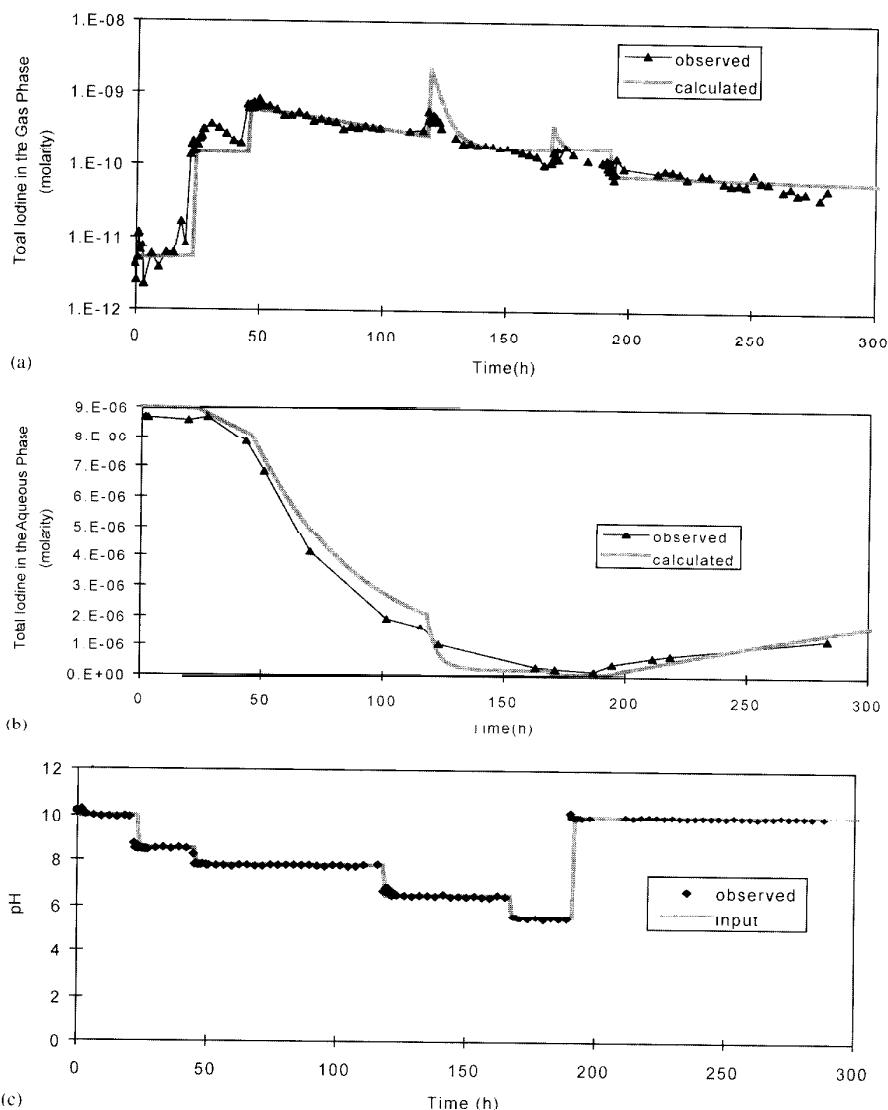 1.E-08
1.E-09
1.E-10
1.E-11
1.E-12
Toal Iodine in the Gas Phase
(molarity)
observed
calculated
0 50 100 150 200 250 300
Time(h)
(a)
9.E-06
8.E-06
7.E-06
6.E-06
5.E-06
4.E-06
3.E-06
2.E-06
1.E-06
0.E+00
Total Iodine in the Aqueous Phase
(molarity)
observed
calculated
0 50 100 150 200 250 300
Time(h)
(b)
12
10
8
6
4
2
0
pH
observed
input
0 50 100 150 200 250 300
Time (h)
(c)